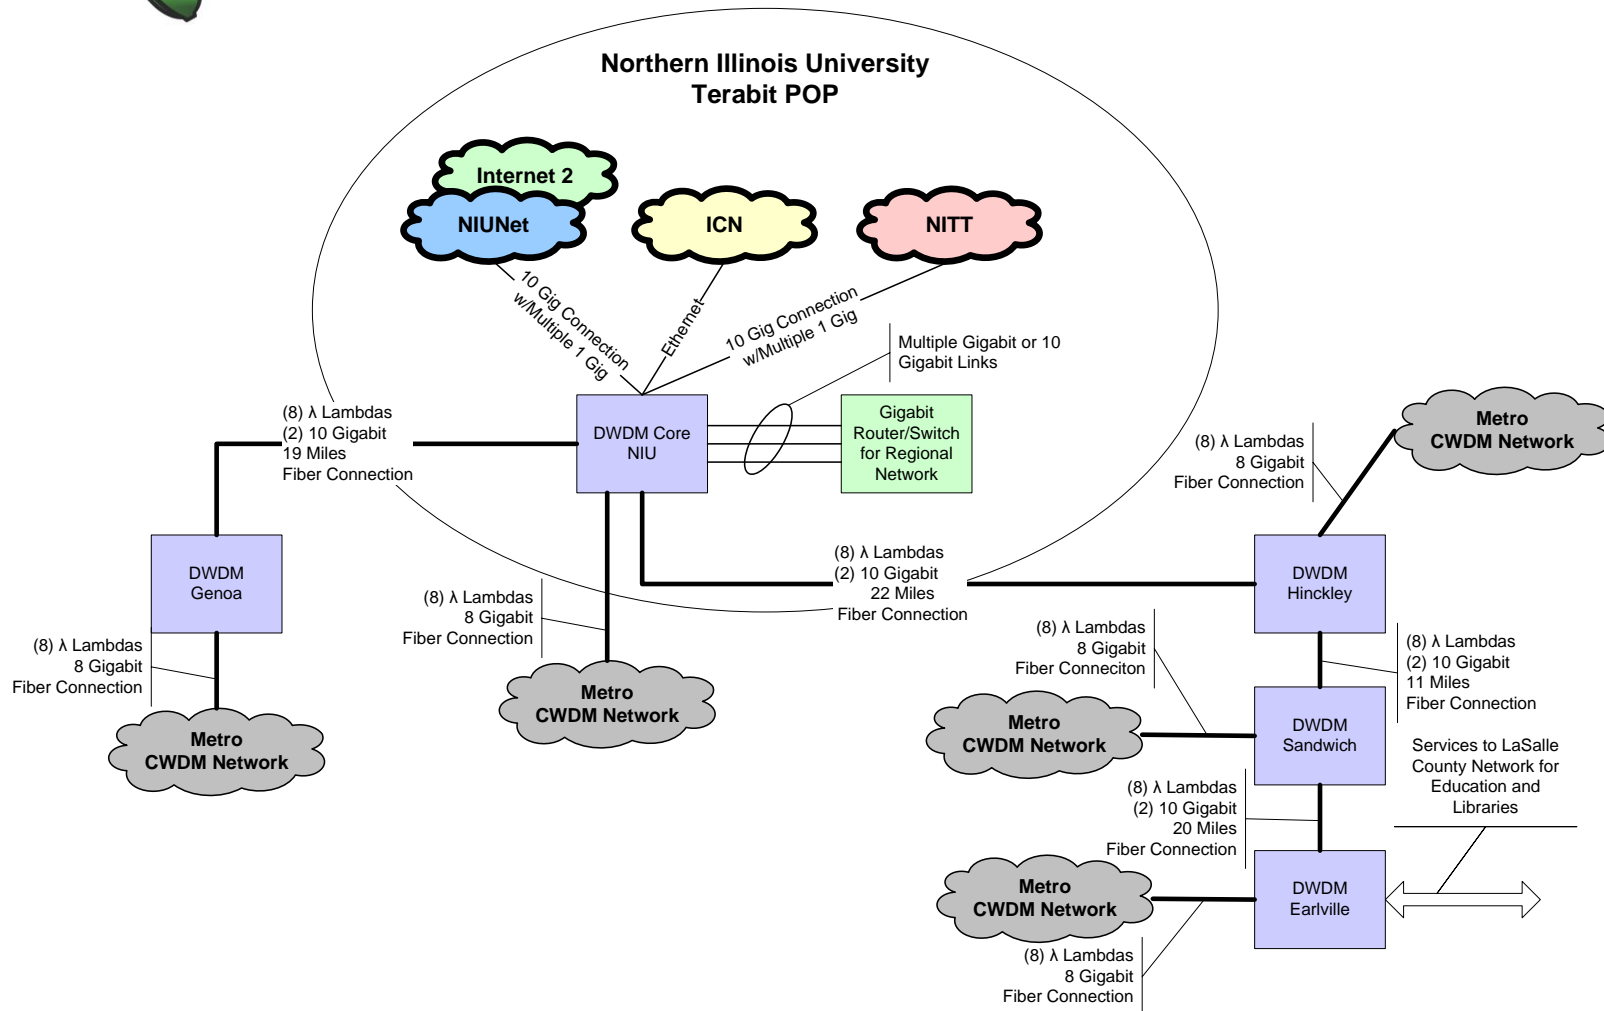 Northern Illinois University
Terabit POP
Internet 2
NIUNet
ICN
NITT
10 Gig Connection
w/Multiple 1 Gig
Ethernet
10 Gig Connection
w/Multiple 1 Gig
Multiple Gigabit or 10
Gigabit Links
(8) λ Lambdas
(2) 10 Gigabit
19 Miles
Fiber Connection
DWDM Core
NIU
Gigabit
Router/Switch
for Regional
Network
Metro
CWDM Network
(8) λ Lambdas
8 Gigabit
Fiber Connection
DWDM
Genoa
(8) λ Lambdas
(2) 10 Gigabit
22 Miles
Fiber Connection
DWDM
Hinckley
(8) λ Lambdas
8 Gigabit
Fiber Connection
(8) λ Lambdas
8 Gigabit
Fiber Connection
Metro
CWDM Network
Metro
CWDM Network
(8) λ Lambdas
8 Gigabit
Fiber Conneciton
(8) λ Lambdas
(2) 10 Gigabit
11 Miles
Fiber Connection
Metro
CWDM Network
DWDM
Sandwich
Services to LaSalle
County Network for
Education and
Libraries
(8) λ Lambdas
(2) 10 Gigabit
20 Miles
Fiber Connection
Metro
CWDM Network
DWDM
Earlville
(8) λ Lambdas
8 Gigabit
Fiber Connection